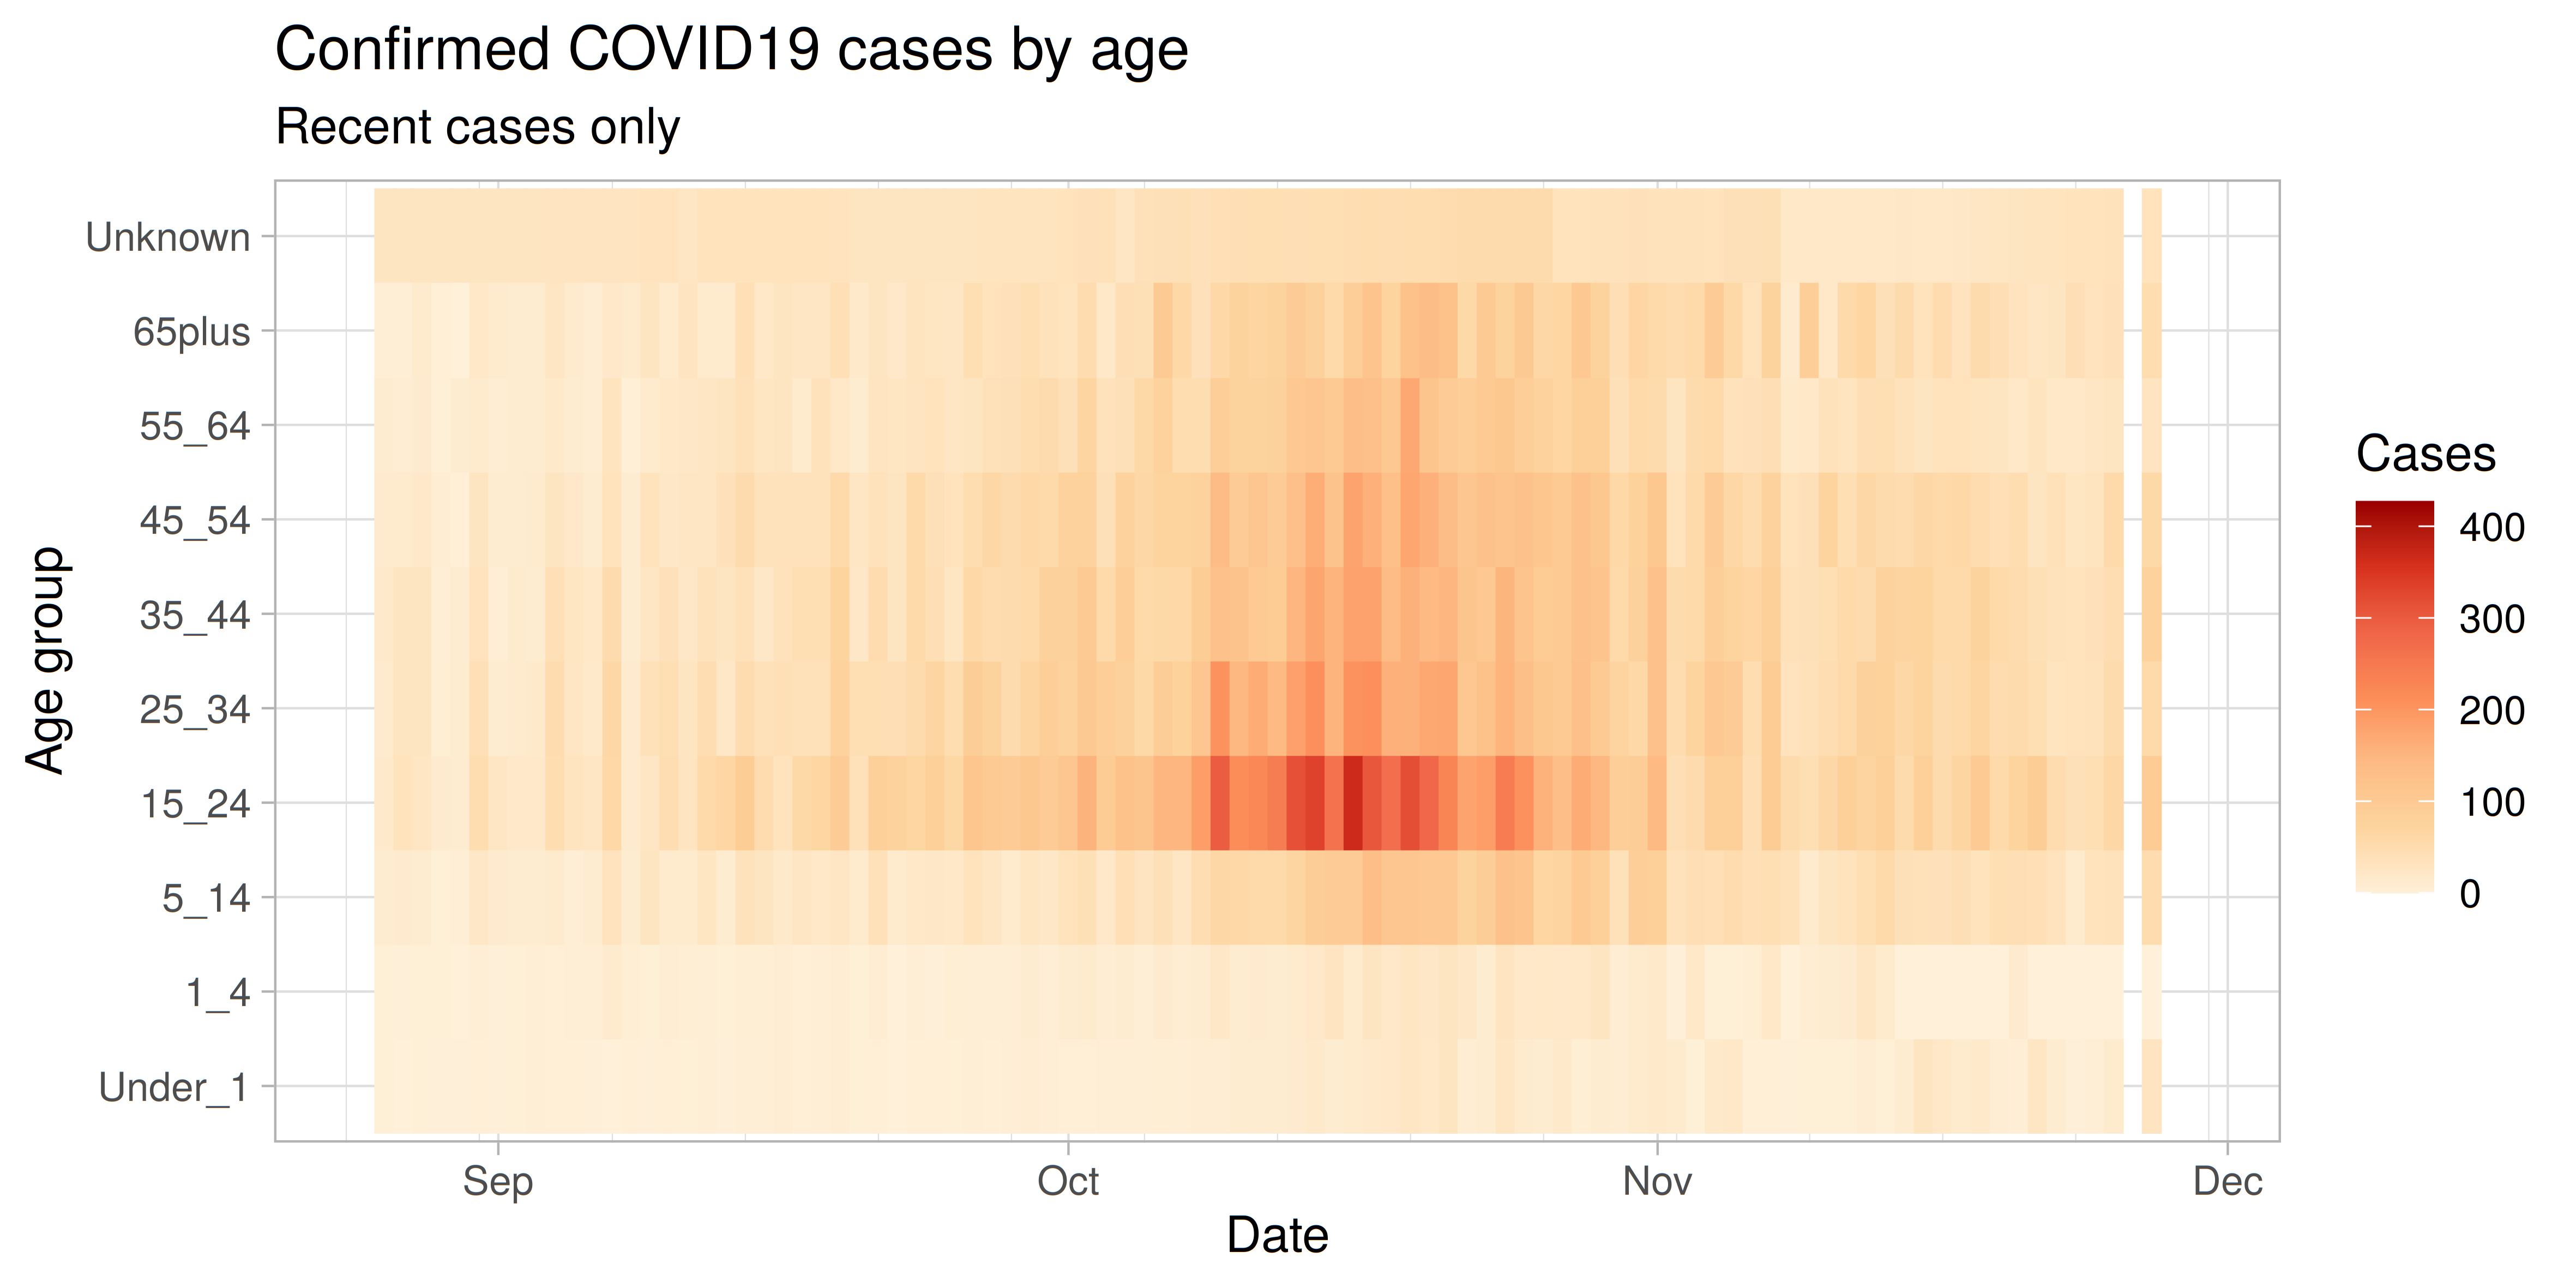 Confirmed COVID19 cases by age
Recent cases only
Unknown
65plus
55_64
45_54
35_44
25_34
15_24
5_14
1_4
Under_1
Age group
Sep
Oct
Nov
Dec
Date
Cases
400
300
200
100
0